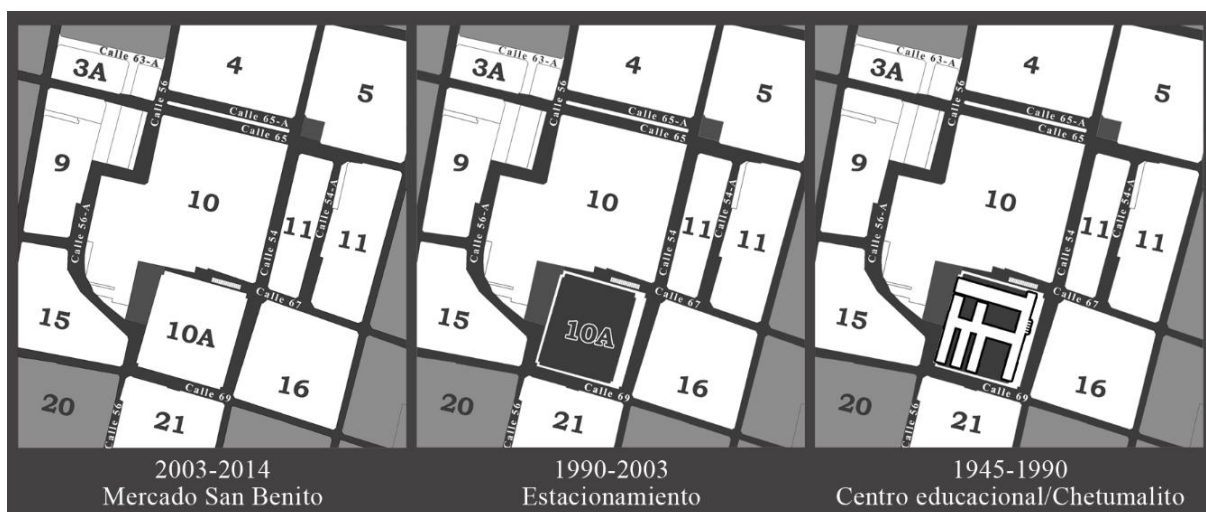 Calle 63-A
3A
4
5
Calle 56
Calle 65-A
Calle 65
9
10
Calle 56-A
Calle 54
Calle 54-A
11
11
Calle 67
15
10A
16
Calle 69
20
Calle 56
21
2003-2014
Mercado San Benito
Calle 63-A
3A
4
5
Calle 56
Calle 65-A
Calle 65
9
10
Calle 56-A
Calle 54
Calle 54-A
11
11
Calle 67
15
10A
16
Calle 69
20
Calle 56
21
1990-2003
Estacionamiento
Calle 63-A
3A
4
5
Calle 56
Calle 65-A
Calle 65
9
10
Calle 56-A
Calle 54
Calle 54-A
11
11
Calle 67
15
16
Calle 69
20
Calle 56
21
1945-1990
Centro educacional/Chetumalito